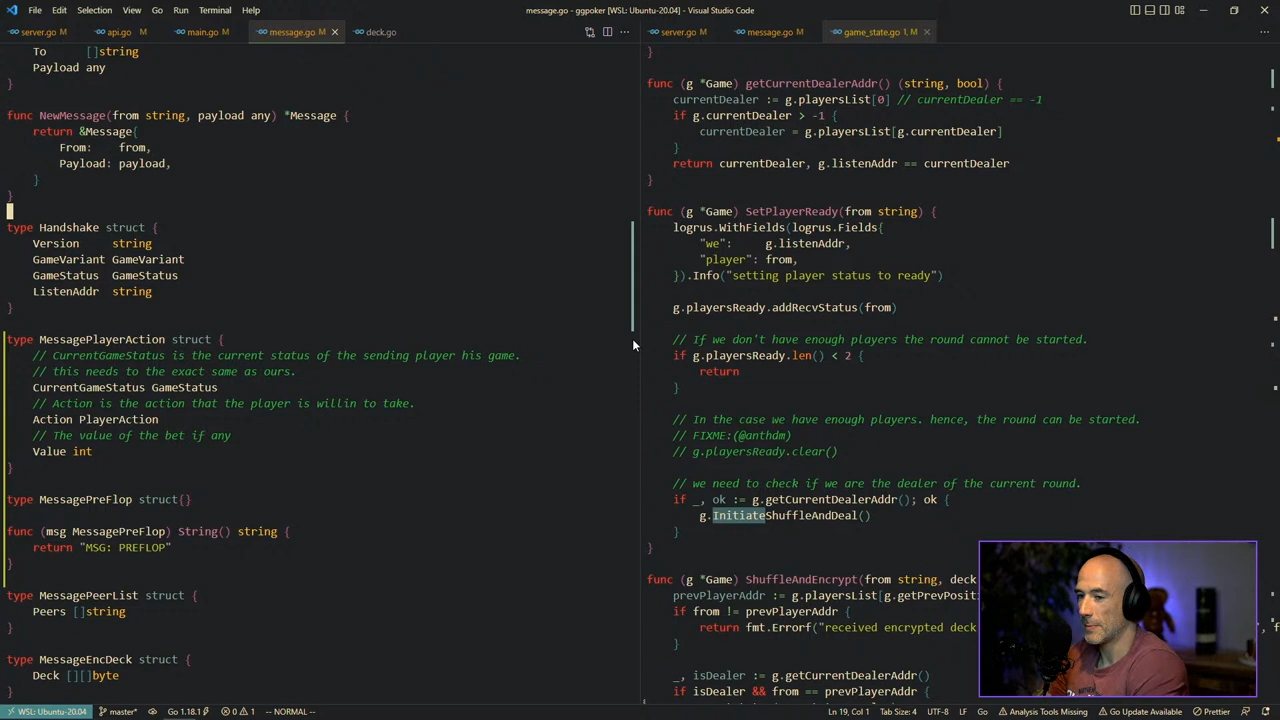 File Edit Selection View Go Run Terminal Help
message.go - ggpoker [WSL: Ubuntu-20.04] - Visual Studio Code
server.go M api.go M main.go M message.go M × deck.go
server.go M message.go M game_state.go 1, M ×
To []string
Payload any
}
func NewMessage(from string, payload any) *Message {
return &Message{
From: from,
Payload: payload,
}
}
type Handshake struct {
Version string
GameVariant GameVariant
GameStatus GameStatus
ListenAddr string
}
type MessagePlayerAction struct {
// CurrentGameStatus is the current status of the sending player his game.
// this needs to the exact same as ours.
CurrentGameStatus GameStatus
// Action is the action that the player is willin to take.
Action PlayerAction
// The value of the bet if any
Value int
}
type MessagePreFlop struct{}
func (msg MessagePreFlop) String() string {
return "MSG: PREFLOP"
}
type MessagePeerList struct {
Peers []string
}
type MessageEncDeck struct {
Deck [][]byte
}
}
func (g *Game) getCurrentDealerAddr() (string, bool) {
currentDealer := g.playersList[0] // currentDealer == -1
if g.currentDealer > -1 {
currentDealer = g.playersList[g.currentDealer]
}
return currentDealer, g.listenAddr == currentDealer
}
func (g *Game) SetPlayerReady(from string) {
logrus.WithFields(logrus.Fields{
"we": g.listenAddr,
"player": from,
}).Info("setting player status to ready")
g.playersReady.addRecvStatus(from)
// If we don't have enough players the round cannot be started.
if g.playersReady.len() < 2 {
return
}
// In the case we have enough players. hence, the round can be started.
// FIXME:(@anthdm)
// g.playersReady.clear()
// we need to check if we are the dealer of the current round.
if _, ok := g.getCurrentDealerAddr(); ok {
g.InitiateShuffleAndDeal()
}
}
func (g *Game) ShuffleAndEncrypt(from string, deck
prevPlayerAddr := g.playersList[g.getPrevPositi
if from != prevPlayerAddr {
return fmt.Errorf("received encrypted deck
}
_, isDealer := g.getCurrentDealerAddr()
if isDealer && from == prevPlayerAddr {
WSL: Ubuntu-20.04 master* Go 1.18.1 0 1 -- NORMAL -- Ln 19, Col 1 Tab Size: 4 UTF-8 LF Go Analysis Tools Missing Go Update Available Prettier